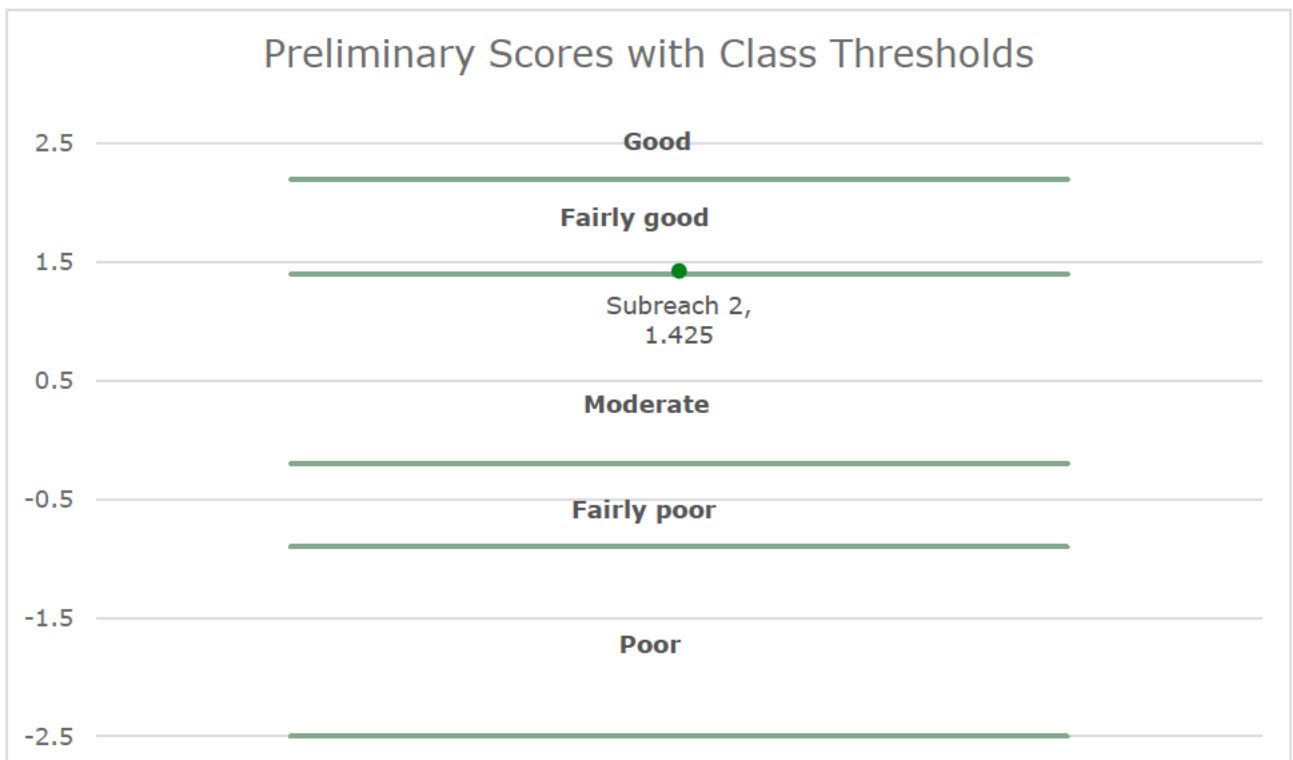 Preliminary Scores with Class Thresholds
2.5
Good
Fairly good
1.5
Subreach 2,
1.425
0.5
Moderate
-0.5
Fairly poor
-1.5
Poor
-2.5